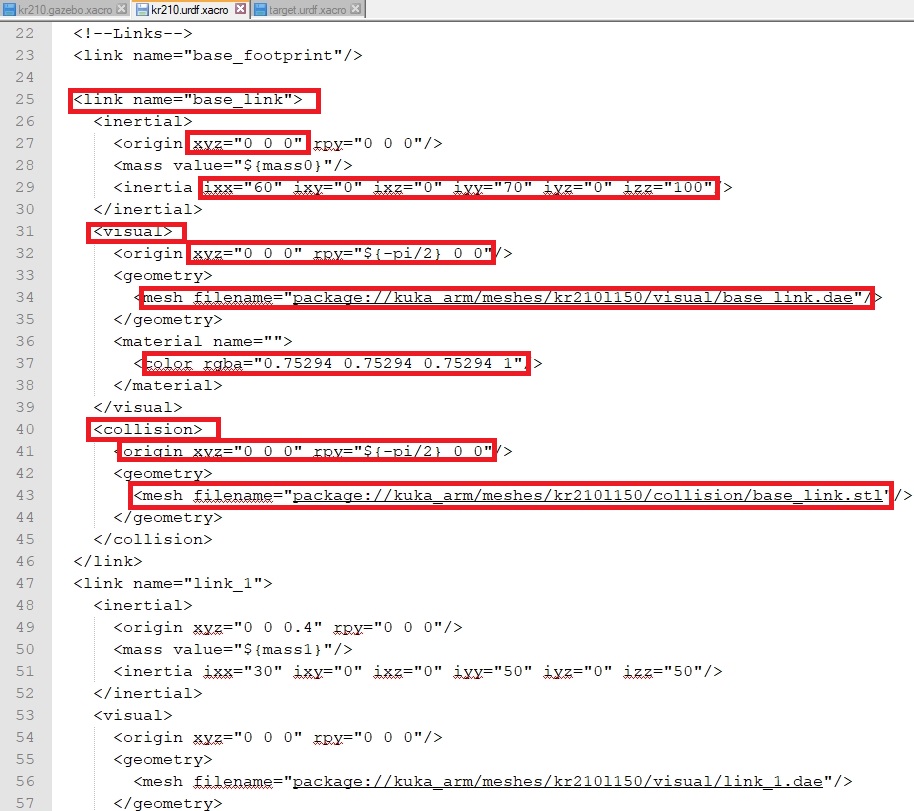 kr210.gazebo.xacro kr210.urdf.xacro target.urdf.xacro
22 <!--Links-->
23 <link name="base_footprint"/>
24
25 <link name="base_link">
26 <inertial>
27 <origin xyz="0 0 0" rpy="0 0 0"/>
28 <mass value="${mass0}"/>
29 <inertia ixx="60" ixy="0" ixz="0" iyy="70" iyz="0" izz="100"/>
30 </inertial>
31 <visual>
32 <origin xyz="0 0 0" rpy="${-pi/2} 0 0"/>
33 <geometry>
34 <mesh filename="package://kuka_arm/meshes/kr210l150/visual/base_link.dae"/>
35 </geometry>
36 <material name="">
37 <color rgba="0.75294 0.75294 0.75294 1"/>
38 </material>
39 </visual>
40 <collision>
41 <origin xyz="0 0 0" rpy="${-pi/2} 0 0"/>
42 <geometry>
43 <mesh filename="package://kuka_arm/meshes/kr210l150/collision/base_link.stl"/>
44 </geometry>
45 </collision>
46 </link>
47 <link name="link_1">
48 <inertial>
49 <origin xyz="0 0 0.4" rpy="0 0 0"/>
50 <mass value="${mass1}"/>
51 <inertia ixx="30" ixy="0" ixz="0" iyy="50" iyz="0" izz="50"/>
52 </inertial>
53 <visual>
54 <origin xyz="0 0 0" rpy="0 0 0"/>
55 <geometry>
56 <mesh filename="package://kuka_arm/meshes/kr210l150/visual/link_1.dae"/>
57 </geometry>